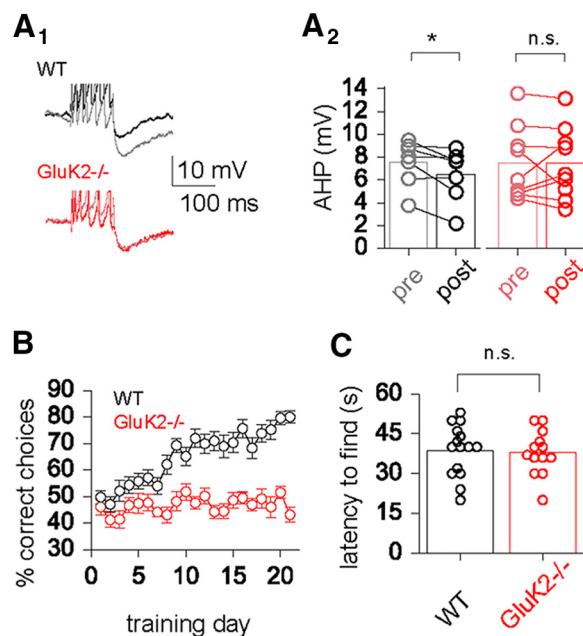 A1
WT
GluK2-/-
10 mV
100 ms
A2
*
n.s.
AHP (mV)
14
12
10
8
6
4
2
0
pre
post
pre
post
B
WT
GluK2-/-
% correct choices
90
80
70
60
50
40
30
0
5
10
15
20
training day
C
n.s.
latency to find (s)
60
45
30
15
0
WT
GluK2-/-